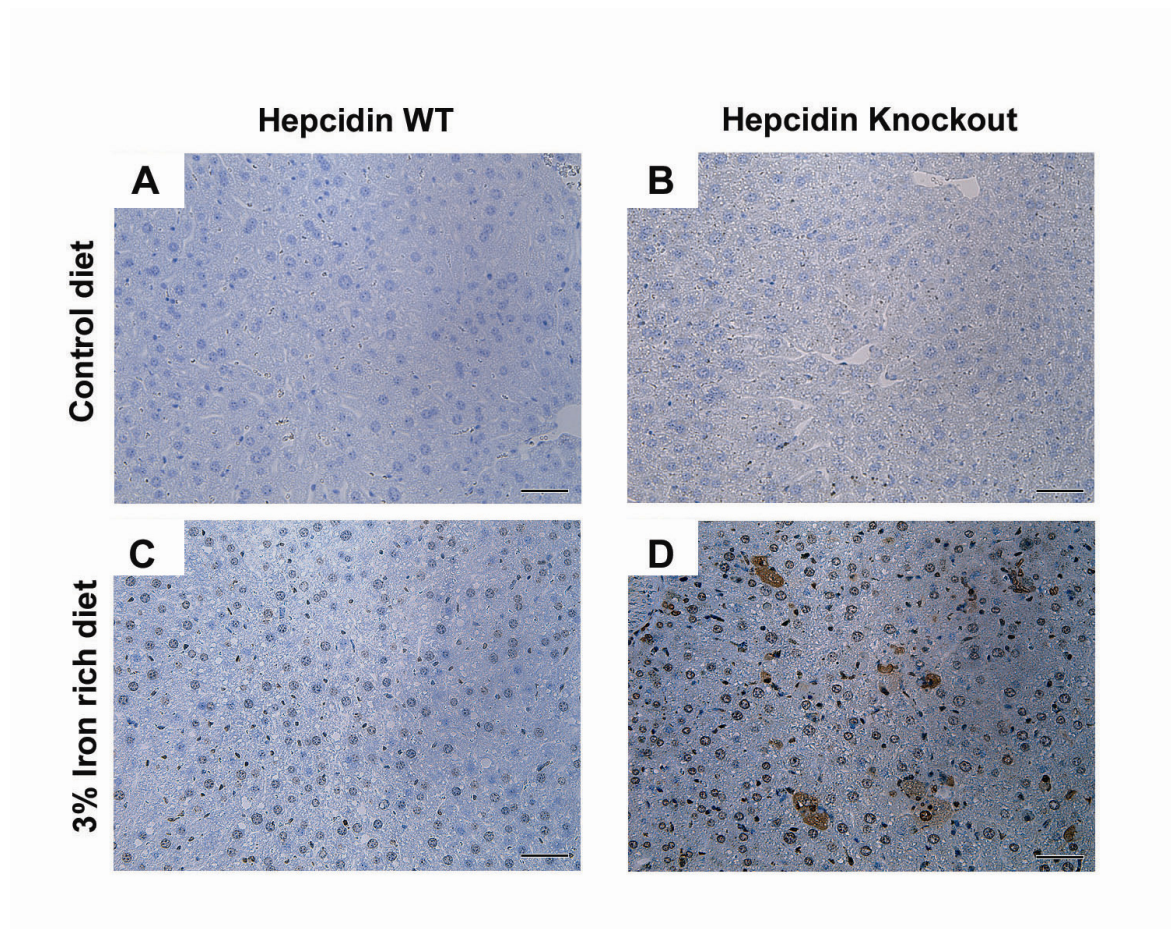 Hepcidin WT
Hepcidin Knockout
A
B
Control diet
C
D
3% Iron rich diet